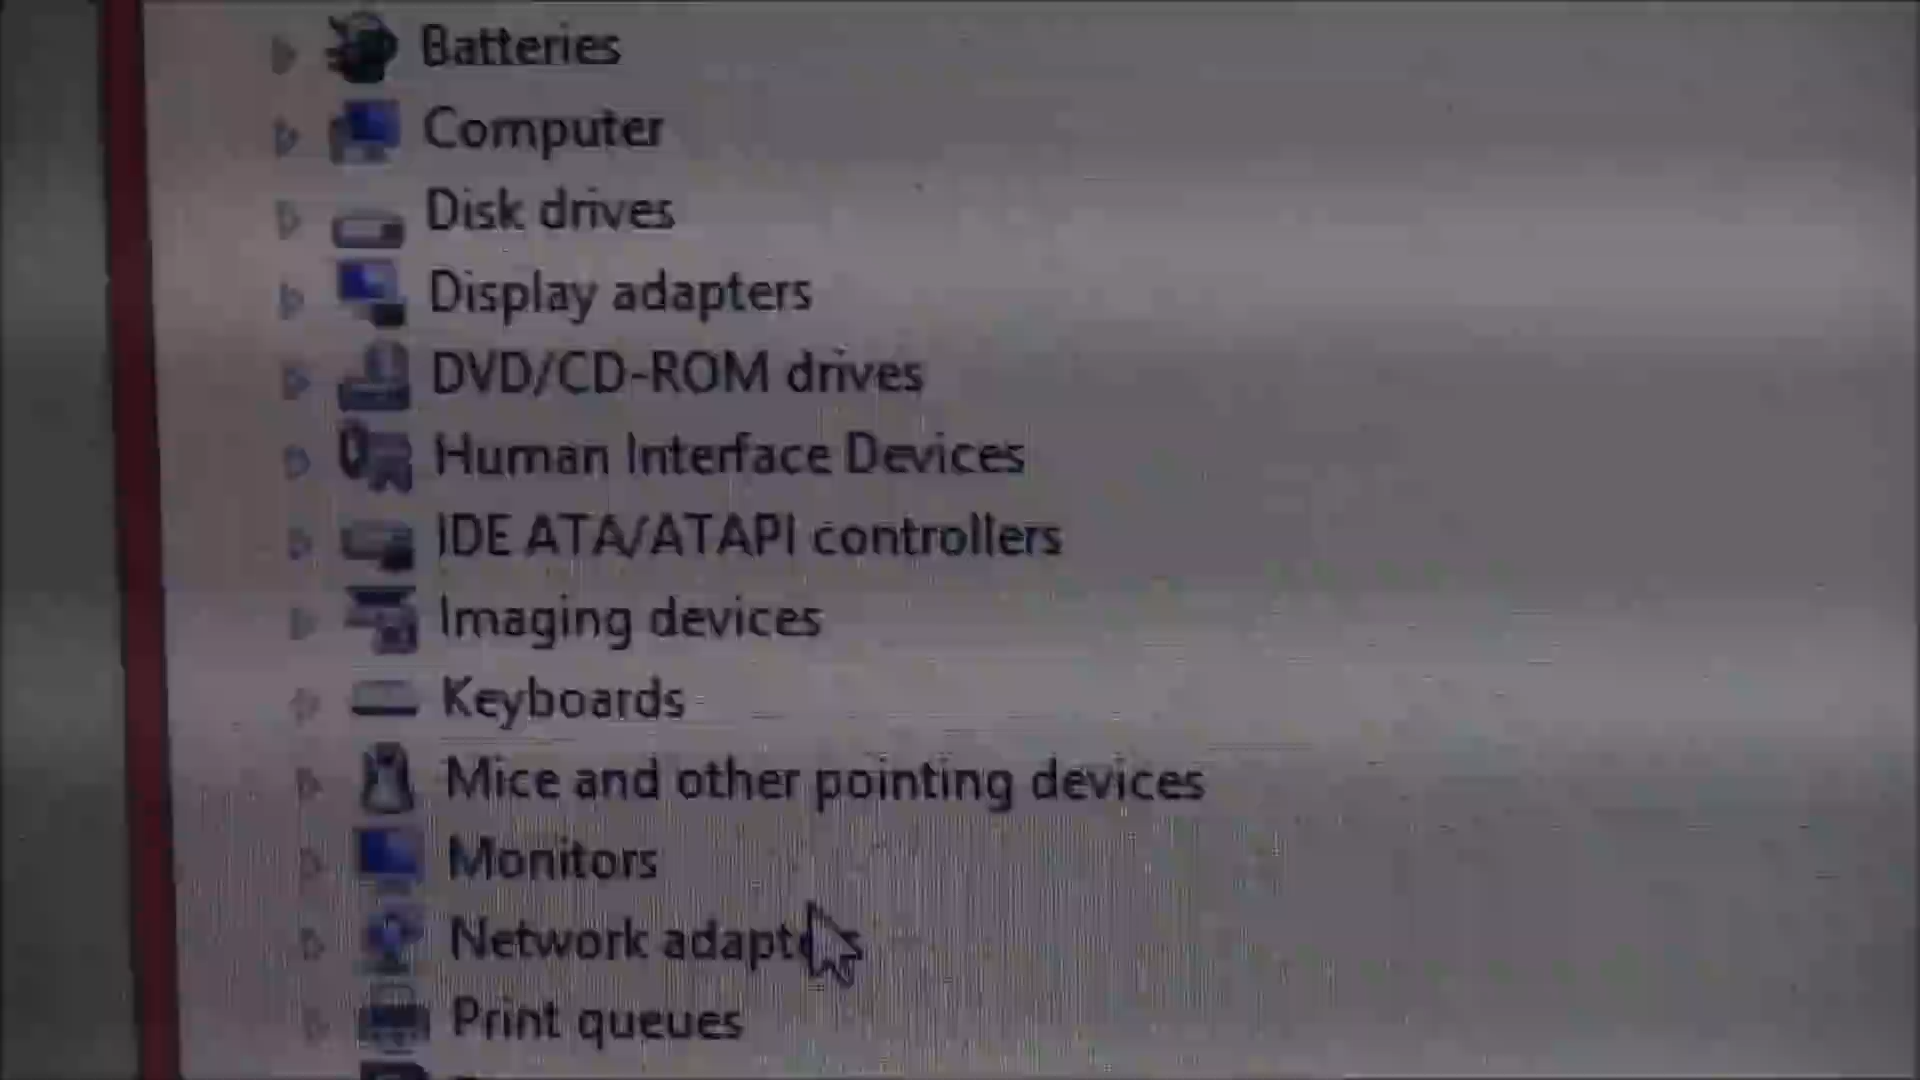 Batteries
Computer
Disk drives
Display adapters
DVD/CD-ROM drives
Human Interface Devices
IDE ATA/ATAPI controllers
Imaging devices
Keyboards
Mice and other pointing devices
Monitors
Network adapters
Print queues